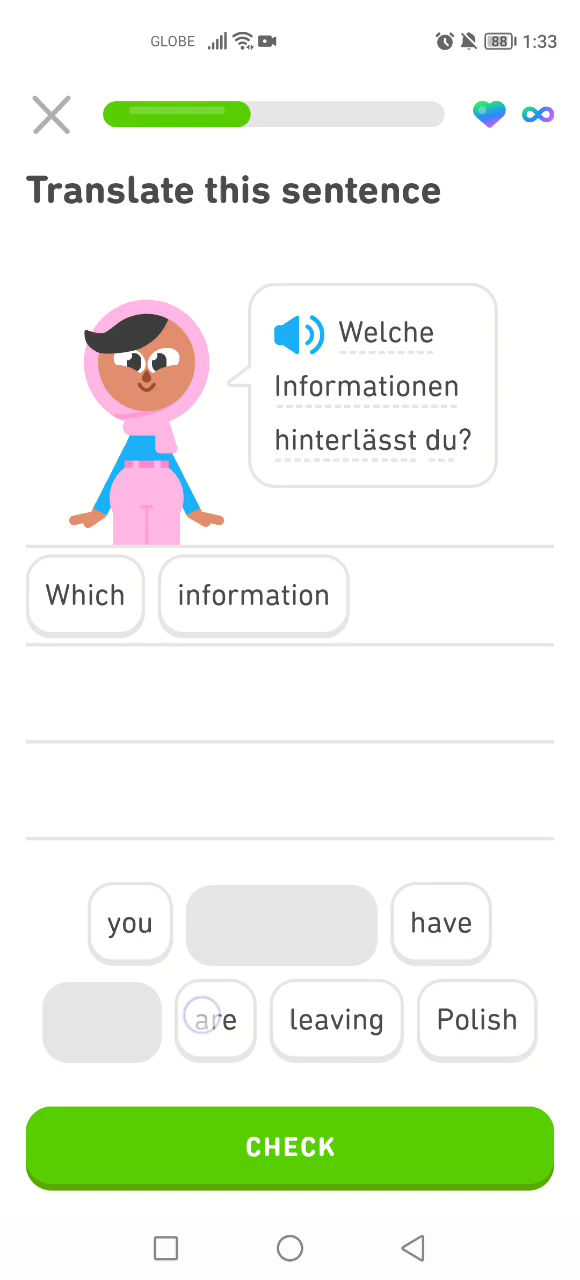 GLOBE 88 1:33
Translate this sentence
Welche
Informationen
hinterlässt du?
Which information
you have
are leaving Polish
CHECK